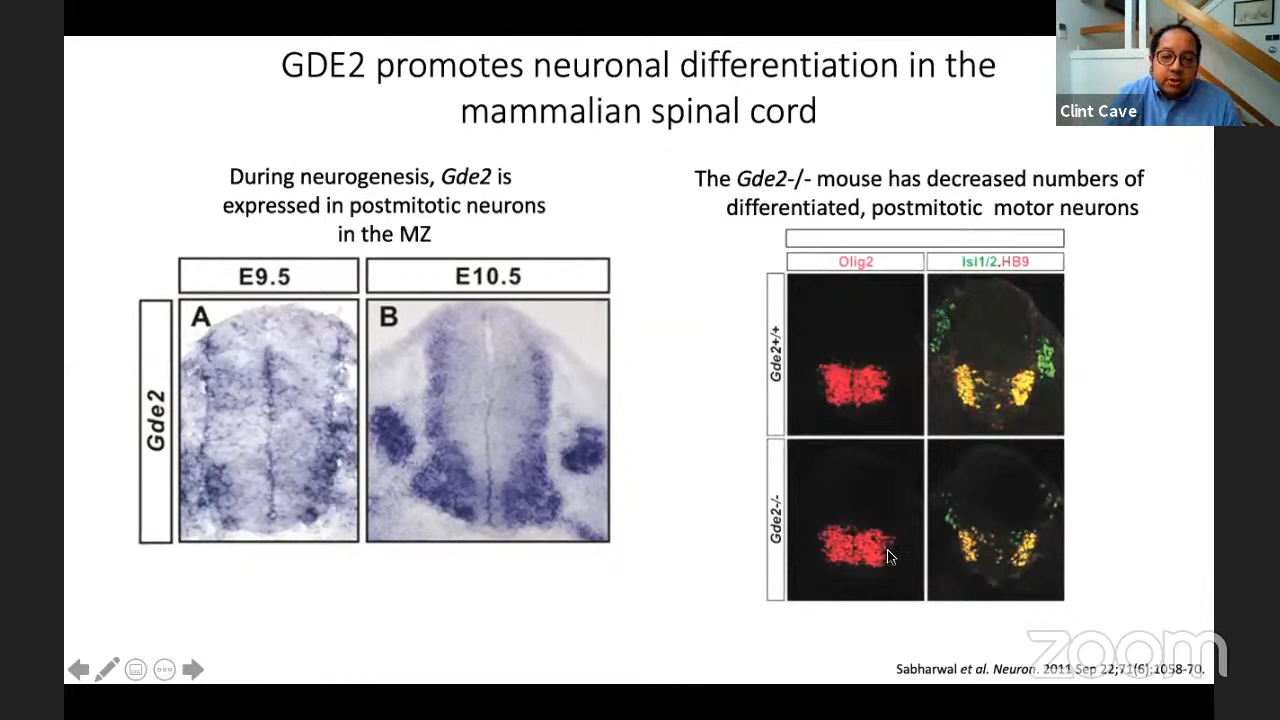 GDE2 promotes neuronal differentiation in the
mammalian spinal cord
Clint Cave
During neurogenesis, Gde2 is
expressed in postmitotic neurons
in the MZ
E9.5
E10.5
Gde2
A
B
The Gde2-/- mouse has decreased numbers of
differentiated, postmitotic motor neurons
Olig2
Isl1/2.HB9
Gde2+/+
Gde2-/-
zoom
Sabharwal et al. Neuron. 2011 Sep 22;71(6):1058-70.